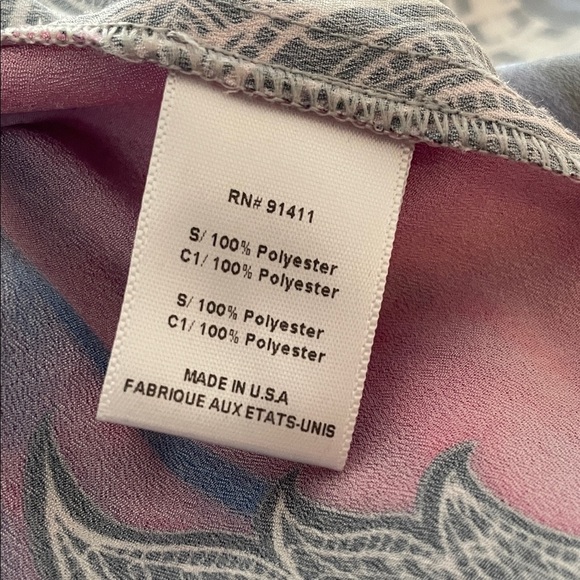 RN# 91411
S/ 100% Polyester
C1/ 100% Polyester
S/ 100% Polyester
C1/ 100% Polyester
MADE IN U.S.A
FABRIQUE AUX ETATS-UNIS